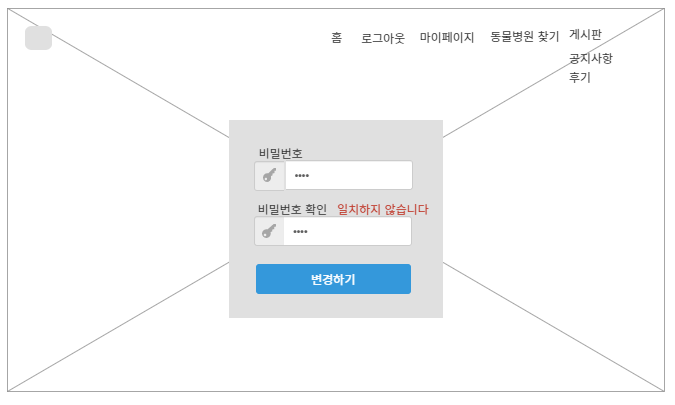 홈 로그아웃 마이페이지 동물병원 찾기 게시판
공지사항
후기
비밀번호
••••
비밀번호 확인 일치하지 않습니다
••••
변경하기